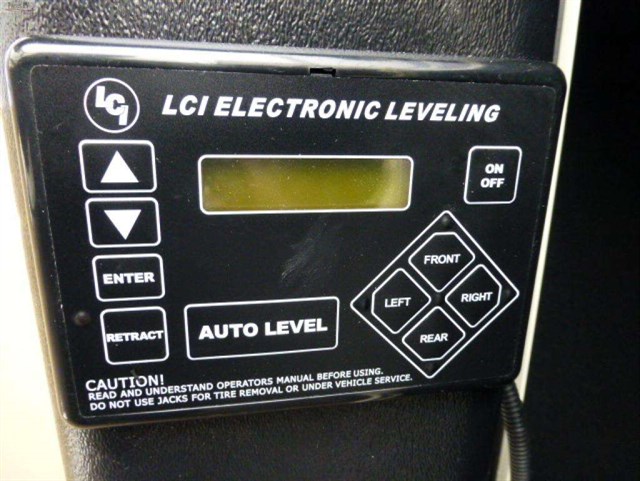 LCI LCI ELECTRONIC LEVELING
ON
OFF
ENTER
FRONT
LEFT
RIGHT
REAR
RETRACT
AUTO LEVEL
CAUTION!
READ AND UNDERSTAND OPERATORS MANUAL BEFORE USING.
DO NOT USE JACKS FOR TIRE REMOVAL OR UNDER VEHICLE SERVICE.